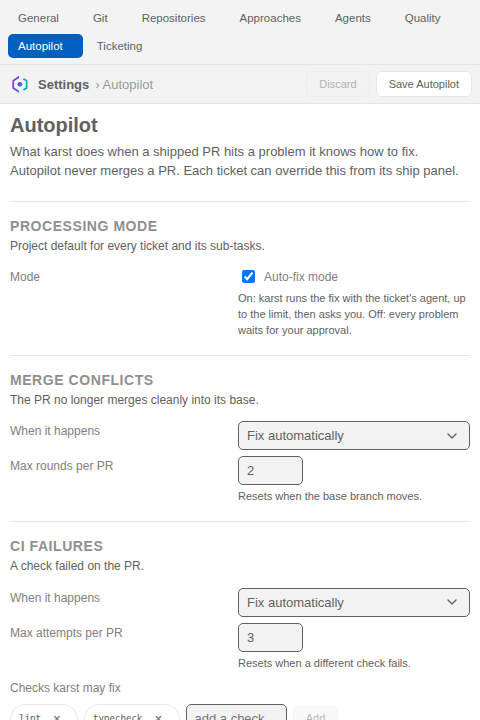 General Git Repositories Approaches Agents Quality
Autopilot Ticketing
Settings › Autopilot Discard Save Autopilot
Autopilot
What karst does when a shipped PR hits a problem it knows how to fix.
Autopilot never merges a PR. Each ticket can override this from its ship panel.
PROCESSING MODE
Project default for every ticket and its sub-tasks.
Mode Auto-fix mode
On: karst runs the fix with the ticket's agent, up
to the limit, then asks you. Off: every problem
waits for your approval.
MERGE CONFLICTS
The PR no longer merges cleanly into its base.
When it happens Fix automatically
Max rounds per PR 2
Resets when the base branch moves.
CI FAILURES
A check failed on the PR.
When it happens Fix automatically
Max attempts per PR 3
Resets when a different check fails.
Checks karst may fix
lint × typecheck × add a check Add